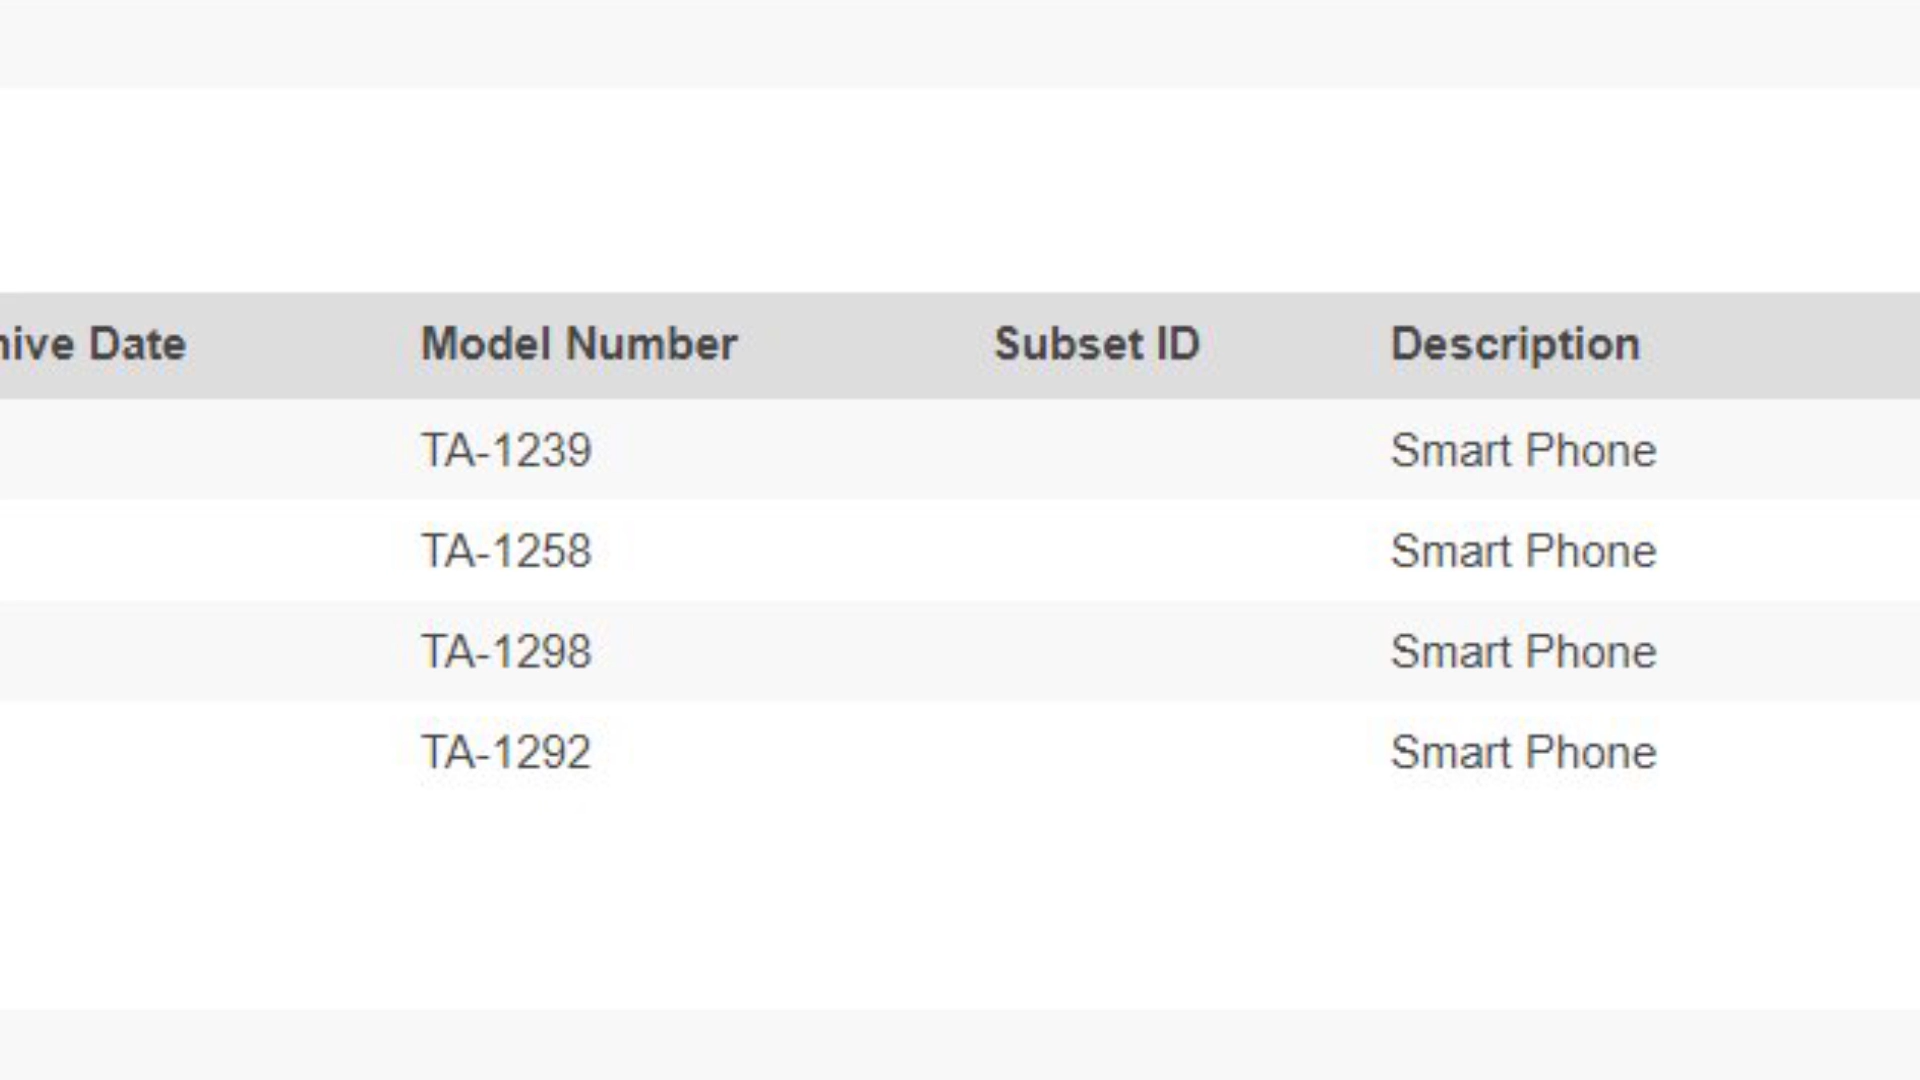 hive Date Model Number Subset ID Description
TA-1239 Smart Phone
TA-1258 Smart Phone
TA-1298 Smart Phone
TA-1292 Smart Phone